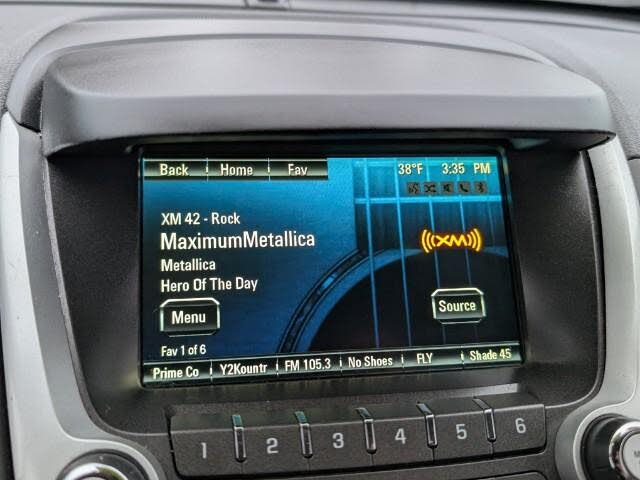 Back Home Fav 38°F 3:35 PM
XM 42 - Rock
MaximumMetallica
((XM))
Metallica
Hero Of The Day
Menu
Source
Fav 1 of 6
Prime Co Y2Kountr FM 105.3 No Shoes FLY Shade 45
1 2 3 4 5 6
M